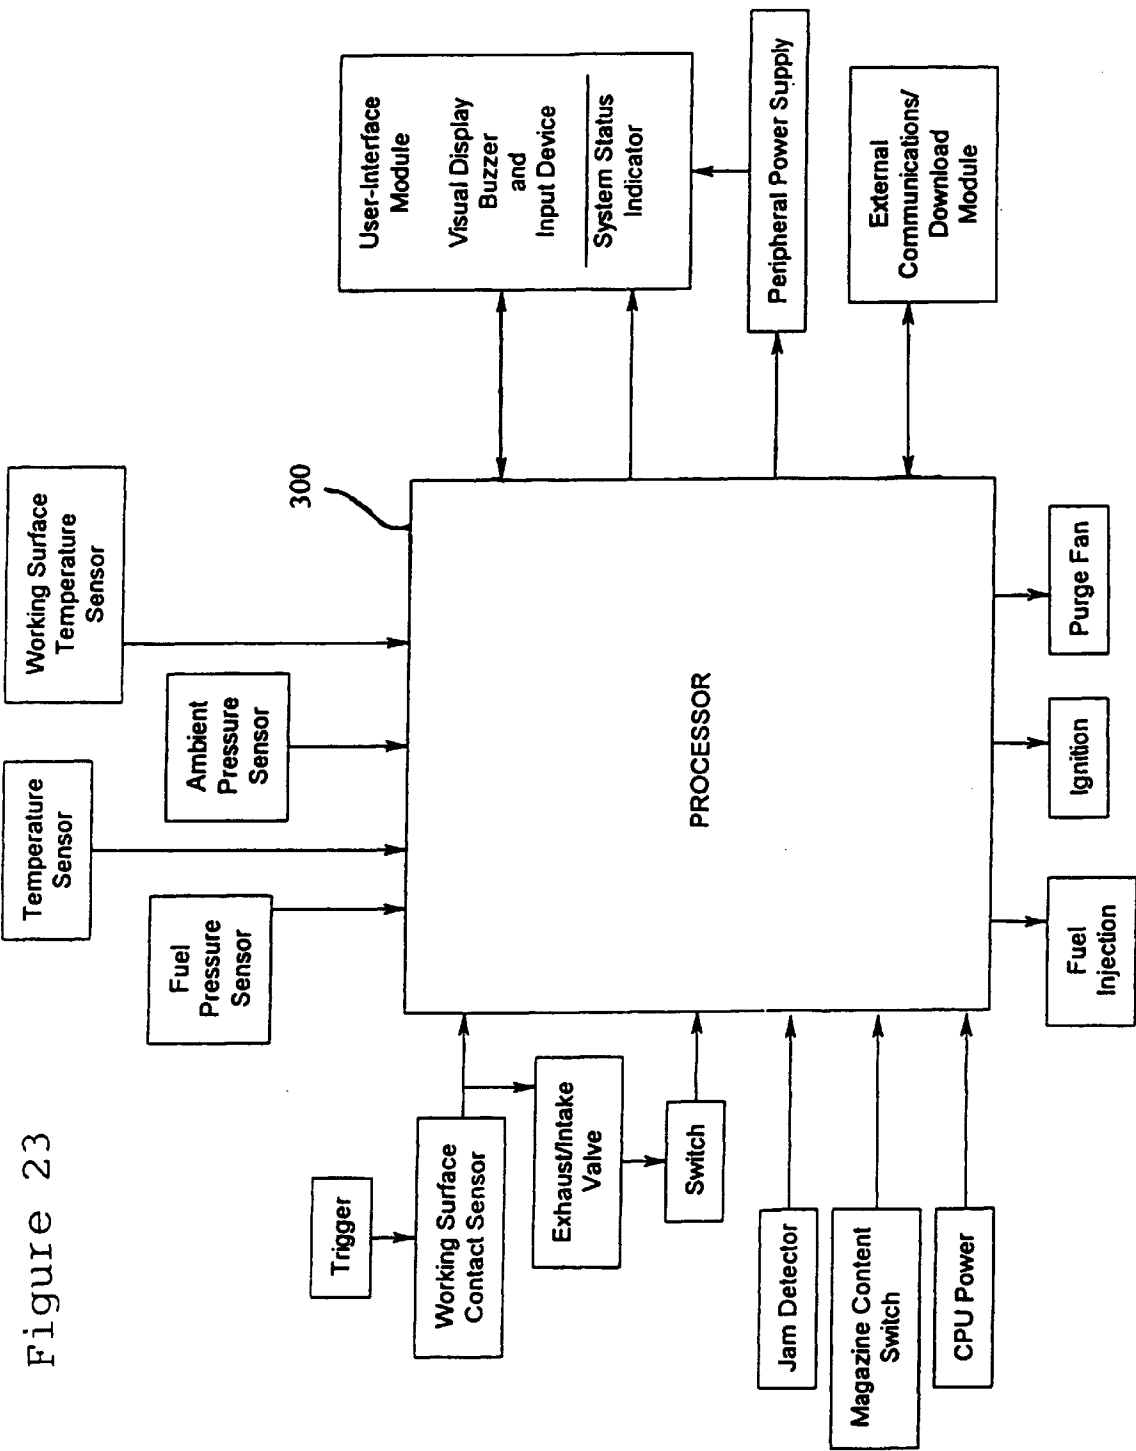 Figure 23
Trigger
Working Surface
Contact Sensor
Exhaust/Intake
Valve
Switch
Jam Detector
Magazine Content
Switch
CPU Power
Fuel
Pressure
Sensor
Temperature
Sensor
Ambient
Pressure
Sensor
Working Surface
Temperature
Sensor
300
PROCESSOR
Fuel
Injection
Ignition
Purge Fan
User-Interface
Module
Visual Display
Buzzer
and
Input Device
System Status
Indicator
Peripheral Power Supply
External
Communications/
Download
Module